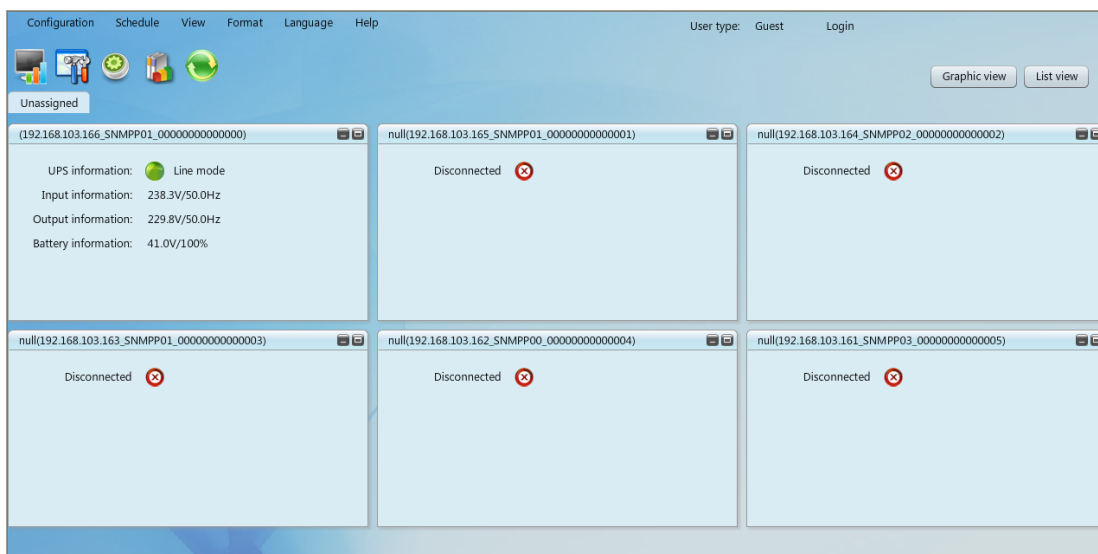 Configuration Schedule View Format Language Help User type: Guest Login
Graphic view List view
Unassigned
(192.168.103.166_SNMPP01_00000000000000)
UPS information: Line mode
Input information: 238.3V/50.0Hz
Output information: 229.8V/50.0Hz
Battery information: 41.0V/100%
null(192.168.103.165_SNMPP01_00000000000001)
Disconnected
null(192.168.103.164_SNMPP02_00000000000002)
Disconnected
null(192.168.103.163_SNMPP01_00000000000003)
Disconnected
null(192.168.103.162_SNMPP00_00000000000004)
Disconnected
null(192.168.103.161_SNMPP03_00000000000005)
Disconnected